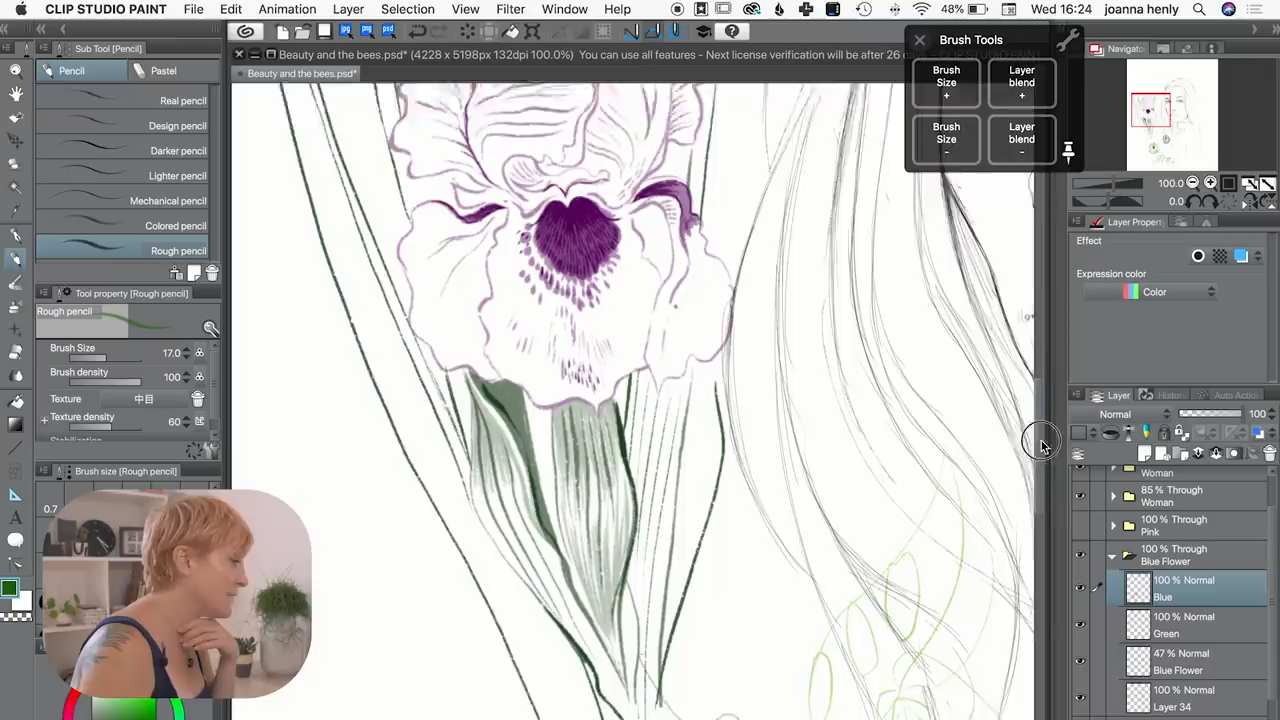 CLIP STUDIO PAINT File Edit Animation Layer Selection View Filter Window Help 48% Wed 16:24 joanna henly
Beauty and the bees.psd* (4228 x 5198px 132dpi 100.0%) You can use all features - Next license verification will be after 26
Beauty and the bees.psd*
Sub Tool [Pencil]
Pencil Pastel
Real pencil
Design pencil
Darker pencil
Lighter pencil
Mechanical pencil
Colored pencil
Rough pencil
Tool property [Rough pencil]
Rough pencil
Brush Size 17.0
Brush density 100
Texture 中目
Texture density 60
Brush size [Rough pencil]
0.7
Brush Tools
Brush Size +
Layer blend +
Brush Size -
Layer blend -
Navigator
100.0
0.0
Layer Propert
Effect
Expression color
Color
Layer Histor Auto Action
Normal 100
Woman
85 % Through
Woman
100 % Through
Pink
100 % Through
Blue Flower
100 % Normal
Blue
100 % Normal
Green
47 % Normal
Blue Flower
100 % Normal
Layer 34